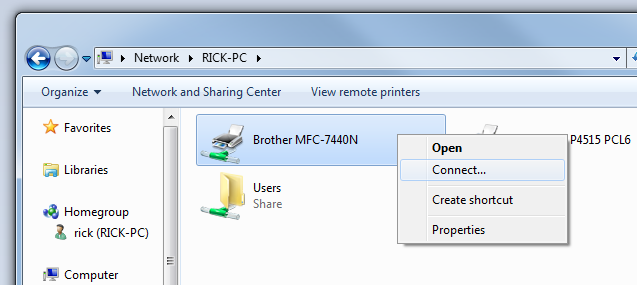 Network RICK-PC
Organize Network and Sharing Center View remote printers
Favorites
Libraries
Homegroup
rick (RICK-PC)
Computer
Brother MFC-7440N
P4515 PCL6
Users
Share
Open
Connect...
Create shortcut
Properties